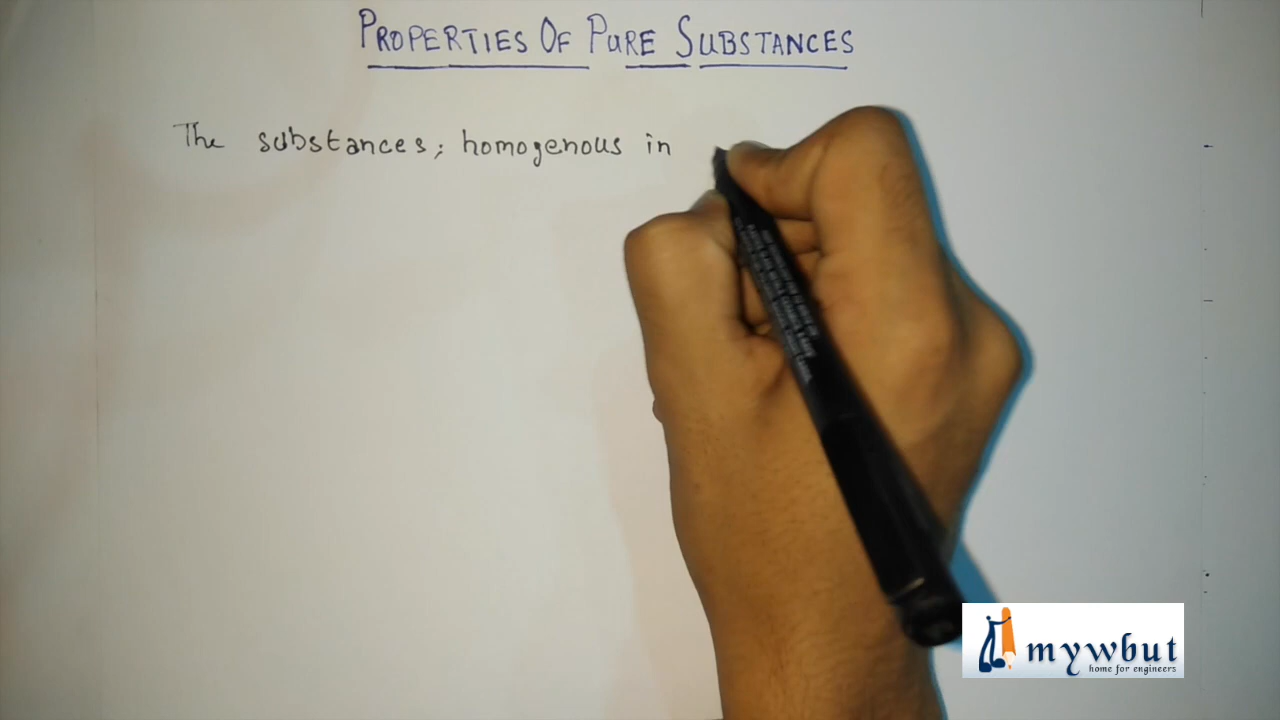 PROPERTIES OF PURE SUBSTANCES
The substances; homogenous in
mywbut
home for engineers